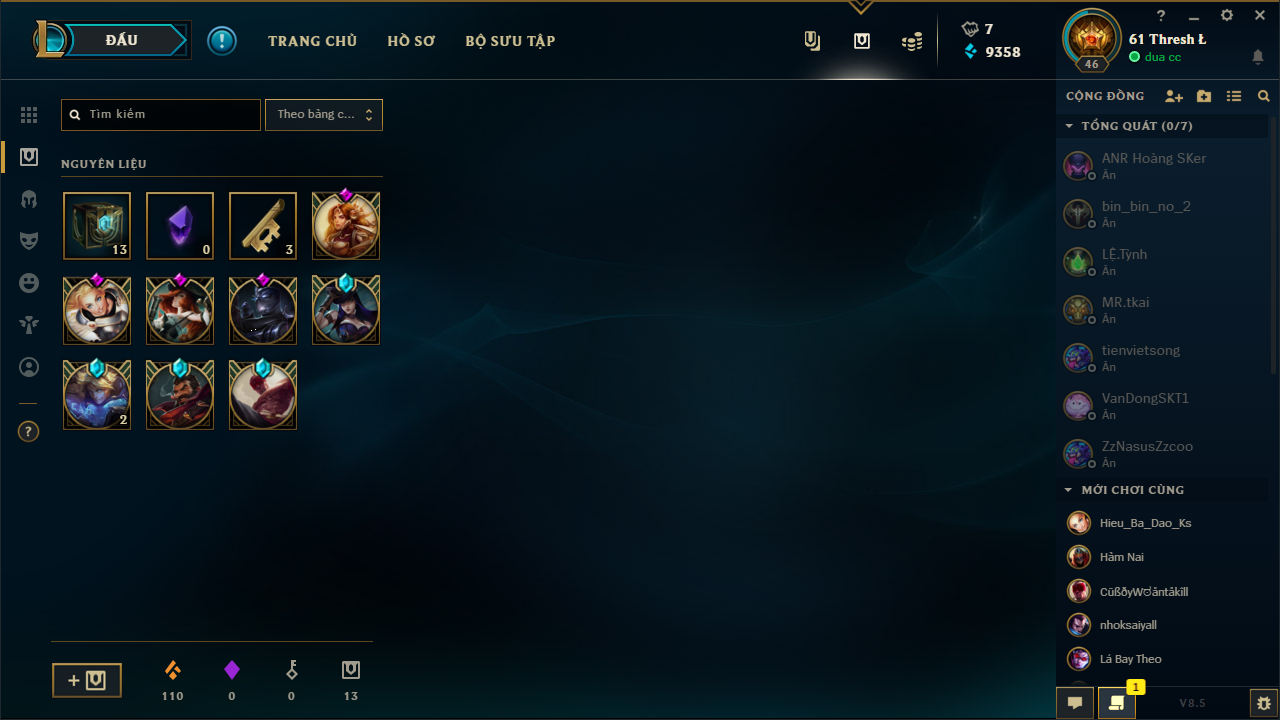 ĐẤU
TRANG CHỦ
HỒ SƠ
BỘ SƯU TẬP
7
9358
46
61 Thresh Ł
dua cc
Tìm kiếm
Theo bảng c...
NGUYÊN LIỆU
13
0
3
2
110
0
0
13
CỘNG ĐỒNG
TỔNG QUÁT (0/7)
ANR Hoàng SKer
Ẩn
bin_bin_no_2
Ẩn
LỆ.Tỹnh
Ẩn
MR.tkai
Ẩn
tienvietsong
Ẩn
VanDongSKT1
Ẩn
ZzNasusZzcoo
Ẩn
MỚI CHƠI CÙNG
Hieu_Ba_Dao_Ks
Hàm Nai
nhoksaiyall
Lá Bay Theo
1
V8.5